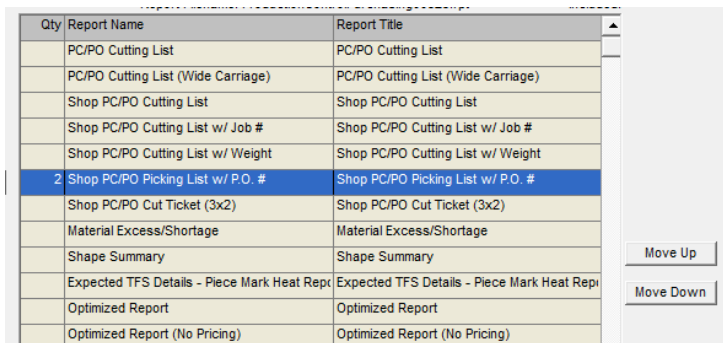 Qty Report Name Report Title
PC/PO Cutting List PC/PO Cutting List
PC/PO Cutting List (Wide Carriage) PC/PO Cutting List (Wide Carriage)
Shop PC/PO Cutting List Shop PC/PO Cutting List
Shop PC/PO Cutting List w/ Job # Shop PC/PO Cutting List w/ Job #
Shop PC/PO Cutting List w/ Weight Shop PC/PO Cutting List w/ Weight
2 Shop PC/PO Picking List w/ P.O. # Shop PC/PO Picking List w/ P.O. #
Shop PC/PO Cut Ticket (3x2) Shop PC/PO Cut Ticket (3x2)
Material Excess/Shortage Material Excess/Shortage
Shape Summary Shape Summary
Move Up
Expected TFS Details - Piece Mark Heat Repo Expected TFS Details - Piece Mark Heat Repo
Move Down
Optimized Report Optimized Report
Optimized Report (No Pricing) Optimized Report (No Pricing)